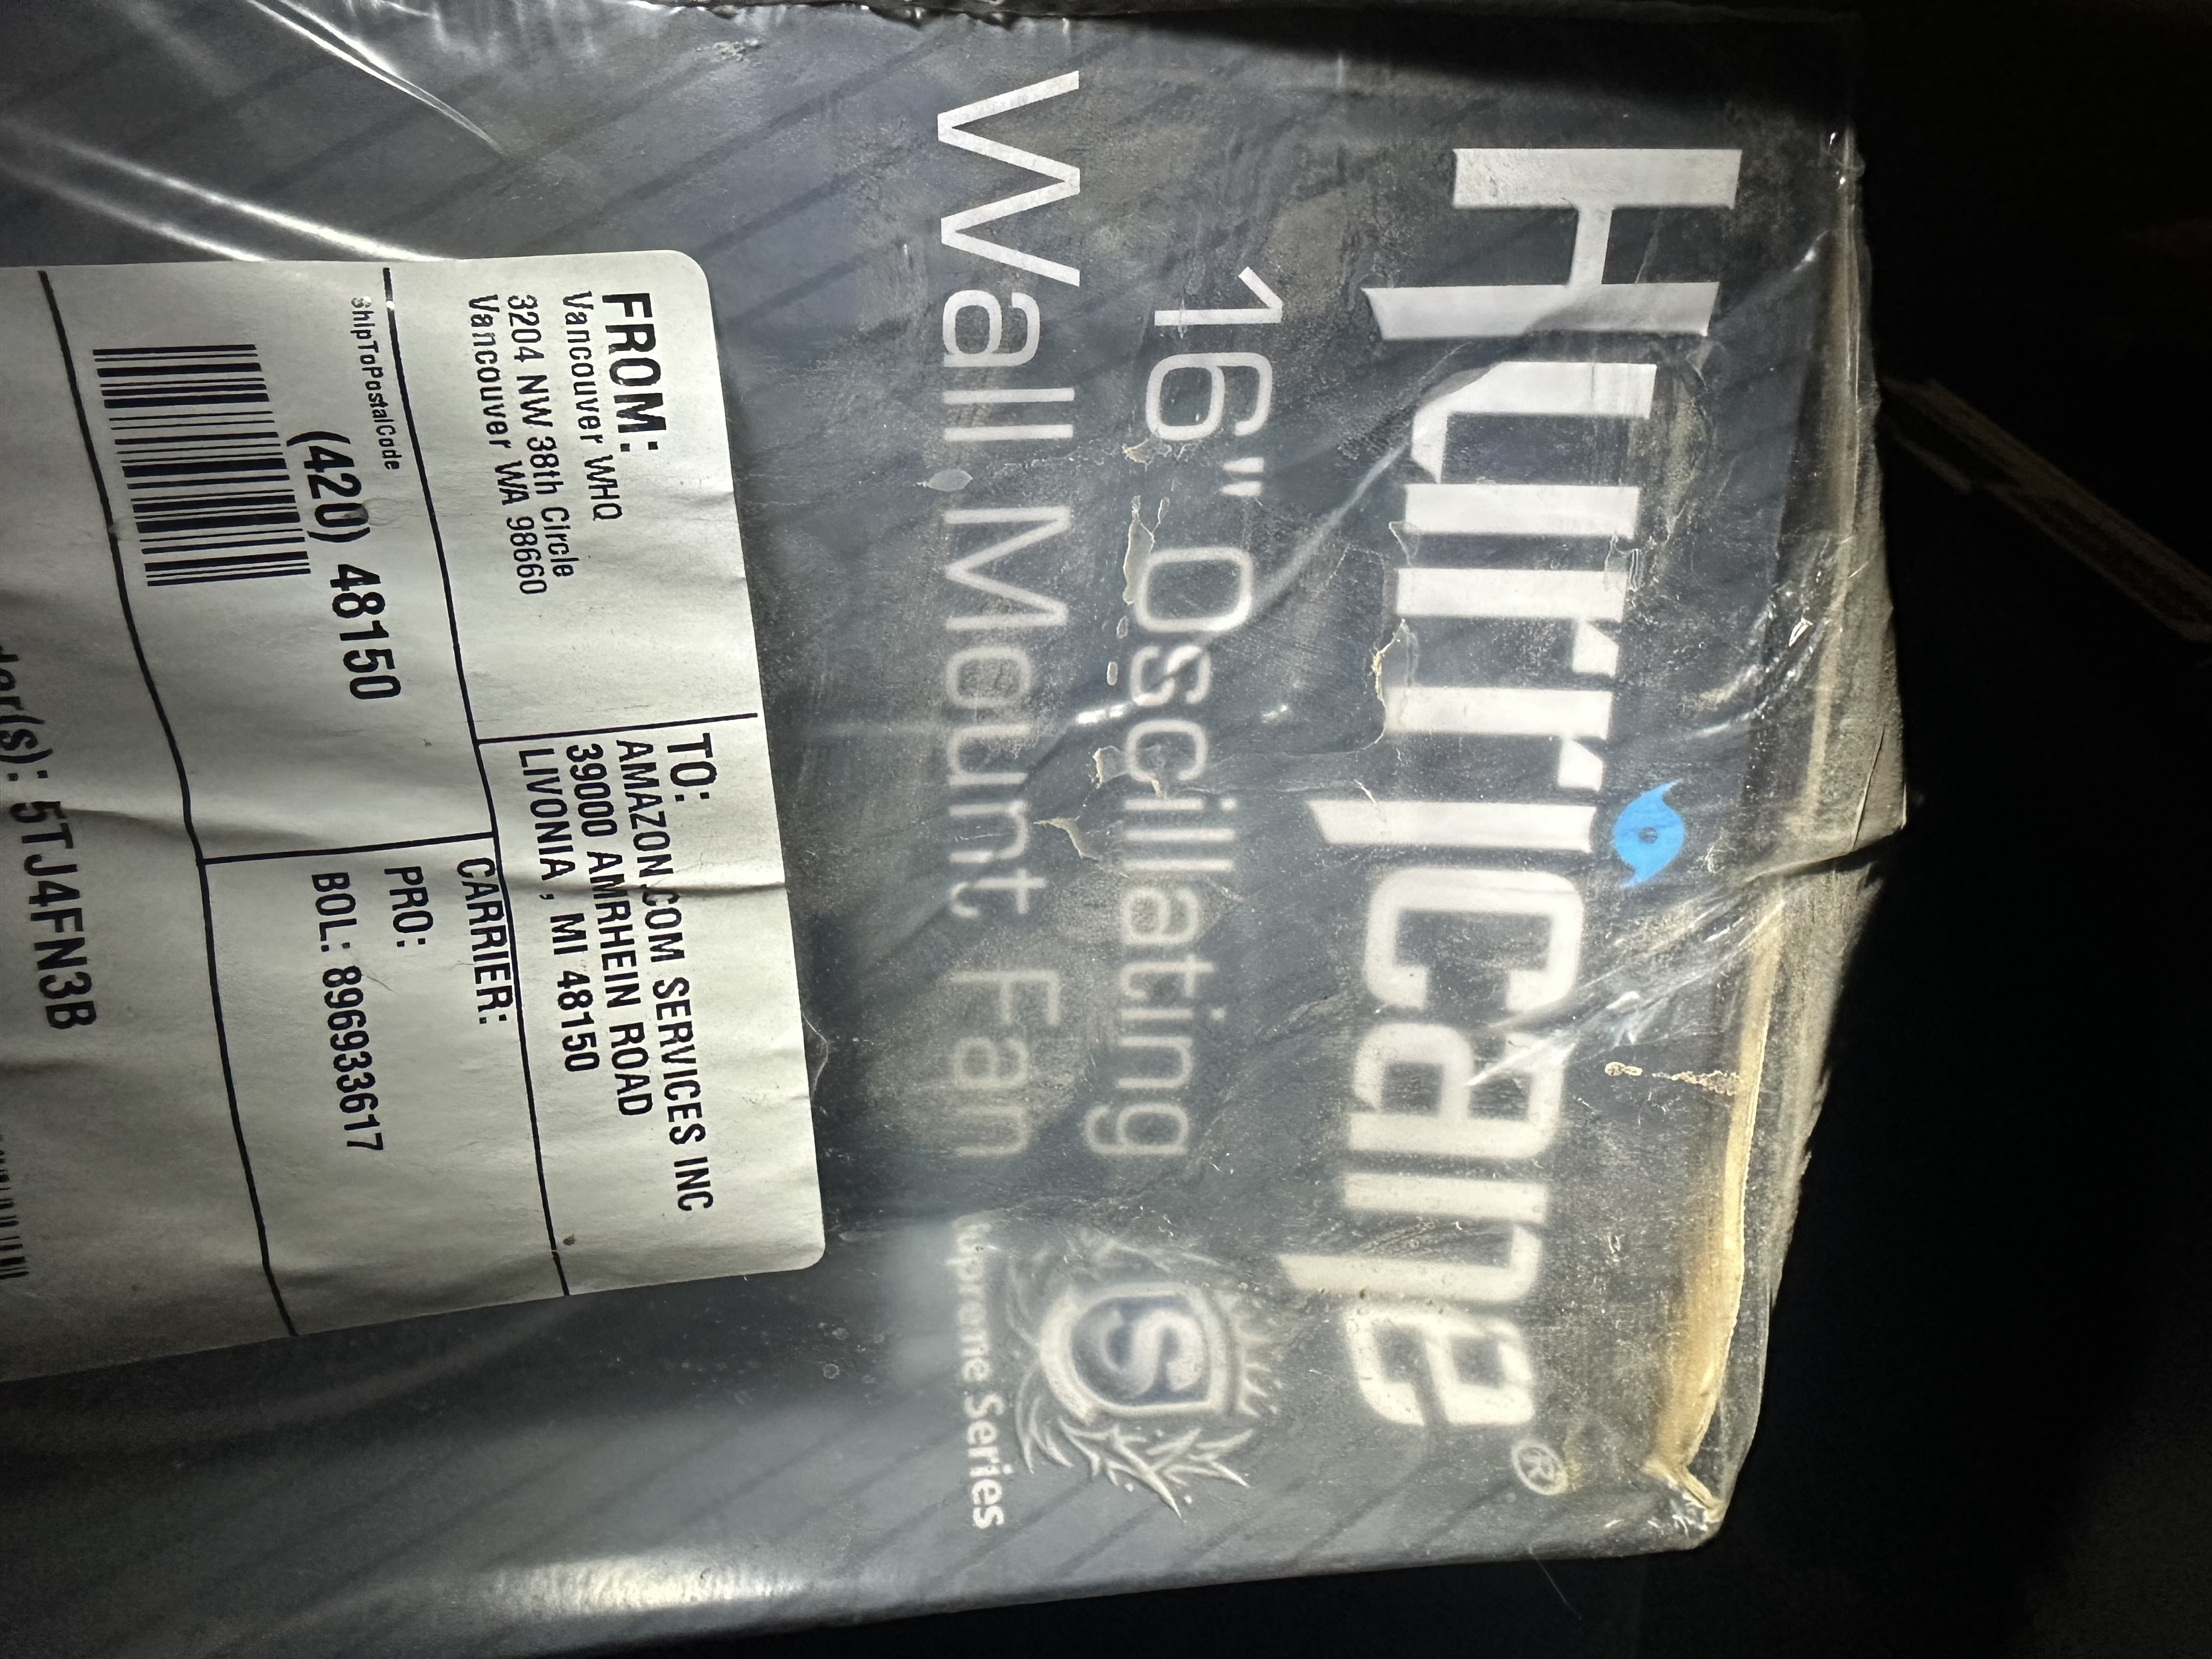 Hurricane®
16" Oscillating
Wall Mount Fan
Supreme Series
S
FROM:
Vancouver WHQ
3204 NW 38th Circle
Vancouver WA 98660
TO:
AMAZON.COM SERVICES INC
39000 AMRHEIN ROAD
LIVONIA , MI 48150
ShipToPostalCode
(420) 48150
CARRIER:
PRO:
BOL: 896933617
5TJ4FN3B